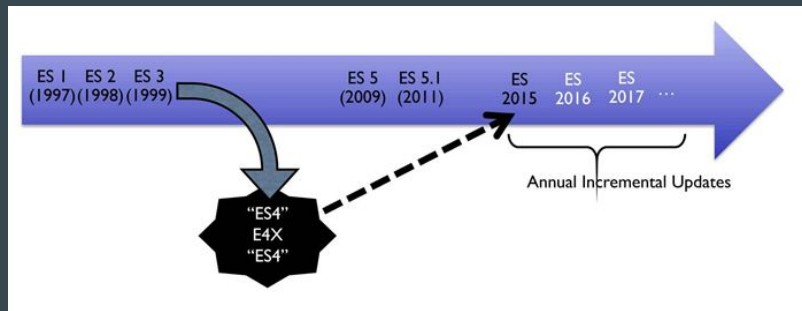 ES 1 ES 2 ES 3
(1997) (1998) (1999)
ES 5 ES 5.1
(2009) (2011)
ES
2015
ES
2016
ES
2017
...
Annual Incremental Updates
“ES4”
E4X
“ES4”